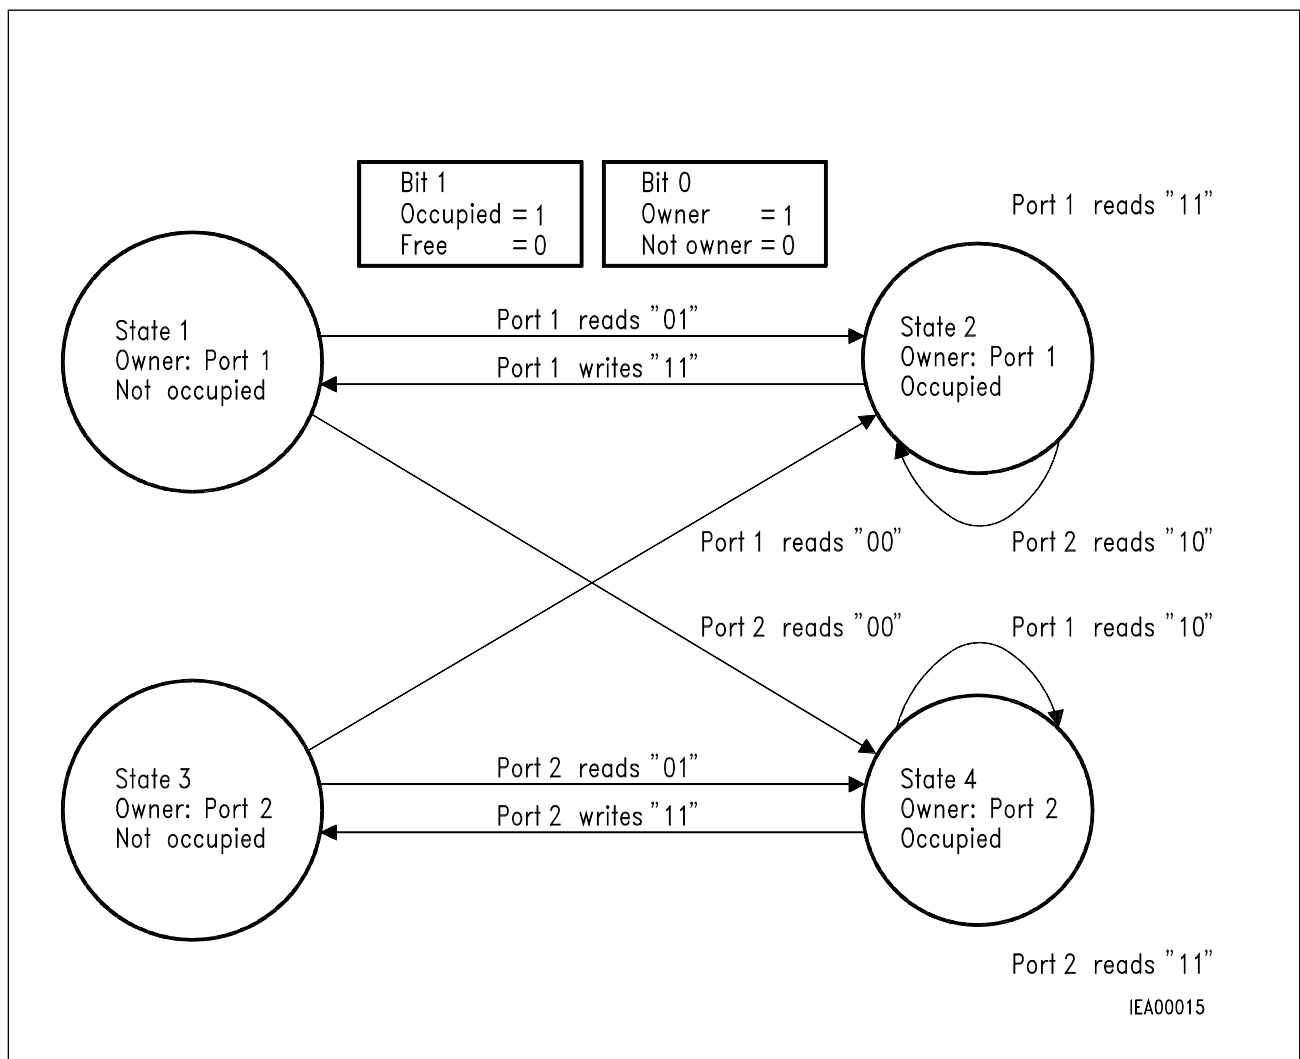 Bit 1
Occupied = 1
Free = 0
Bit 0
Owner = 1
Not owner = 0
Port 1 reads "11"
State 1
Owner: Port 1
Not occupied
Port 1 reads "01"
Port 1 writes "11"
State 2
Owner: Port 1
Occupied
Port 1 reads "00"
Port 2 reads "10"
Port 2 reads "00"
Port 1 reads "10"
State 3
Owner: Port 2
Not occupied
Port 2 reads "01"
Port 2 writes "11"
State 4
Owner: Port 2
Occupied
Port 2 reads "11"
IEA00015